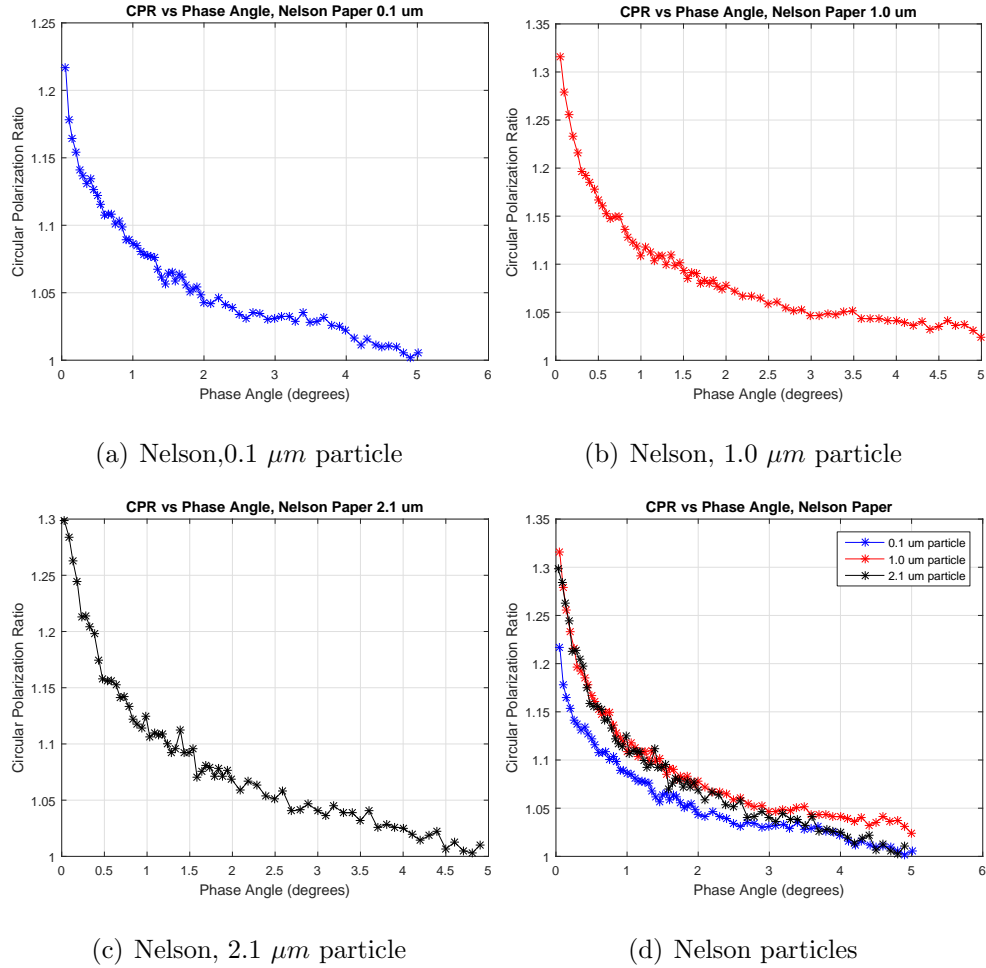 CPR vs Phase Angle, Nelson Paper 0.1 um
Circular Polarization Ratio
1.25
1.2
1.15
1.1
1.05
1
0 1 2 3 4 5 6
Phase Angle (degrees)
(a) Nelson,0.1 μm particle
CPR vs Phase Angle, Nelson Paper 1.0 um
Circular Polarization Ratio
1.35
1.3
1.25
1.2
1.15
1.1
1.05
1
0 0.5 1 1.5 2 2.5 3 3.5 4 4.5 5
Phase Angle (degrees)
(b) Nelson, 1.0 μm particle
CPR vs Phase Angle, Nelson Paper 2.1 um
Circular Polarization Ratio
1.3
1.25
1.2
1.15
1.1
1.05
1
0 0.5 1 1.5 2 2.5 3 3.5 4 4.5 5
Phase Angle (degrees)
(c) Nelson, 2.1 μm particle
CPR vs Phase Angle, Nelson Paper
Circular Polarization Ratio
1.35
1.3
1.25
1.2
1.15
1.1
1.05
1
0 1 2 3 4 5 6
Phase Angle (degrees)
0.1 um particle
1.0 um particle
2.1 um particle
(d) Nelson particles